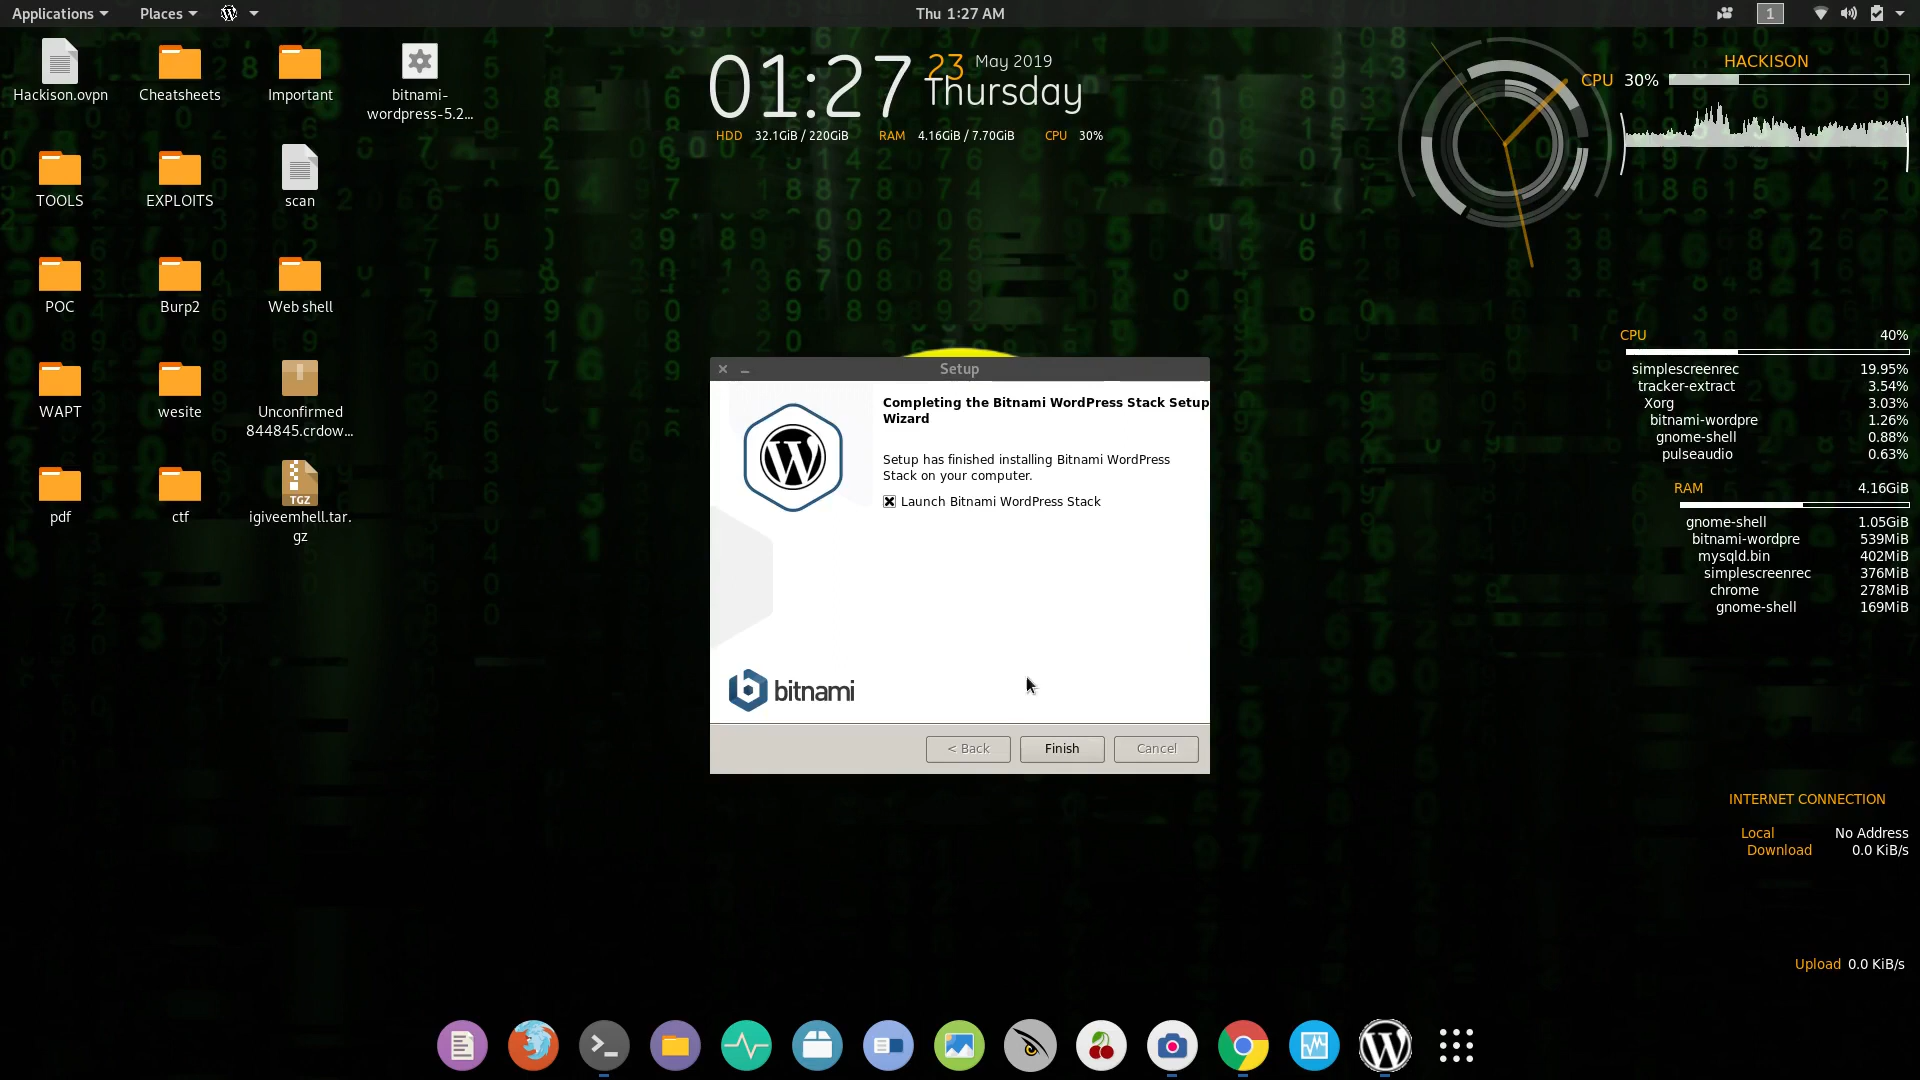 Applications
Places
Thu 1:27 AM
1
Hackison.ovpn
Cheatsheets
Important
bitnami-
wordpress-5.2...
TOOLS
EXPLOITS
scan
POC
Burp2
Web shell
WAPT
wesite
Unconfirmed
844845.crdow...
pdf
ctf
igiveemhell.tar.
gz
TGZ
01:27
23 May 2019
Thursday
HDD 32.1GiB / 220GiB RAM 4.16GiB / 7.70GiB CPU 30%
HACKISON
CPU 30%
Setup
Completing the Bitnami WordPress Stack Setup
Wizard
Setup has finished installing Bitnami WordPress
Stack on your computer.
Launch Bitnami WordPress Stack
bitnami
< Back
Finish
Cancel
CPU 40%
simplescreenrec 19.95%
tracker-extract 3.54%
Xorg 3.03%
bitnami-wordpre 1.26%
gnome-shell 0.88%
pulseaudio 0.63%
RAM 4.16GiB
gnome-shell 1.05GiB
bitnami-wordpre 539MiB
mysqld.bin 402MiB
simplescreenrec 376MiB
chrome 278MiB
gnome-shell 169MiB
INTERNET CONNECTION
Local No Address
Download 0.0 KiB/s
Upload 0.0 KiB/s